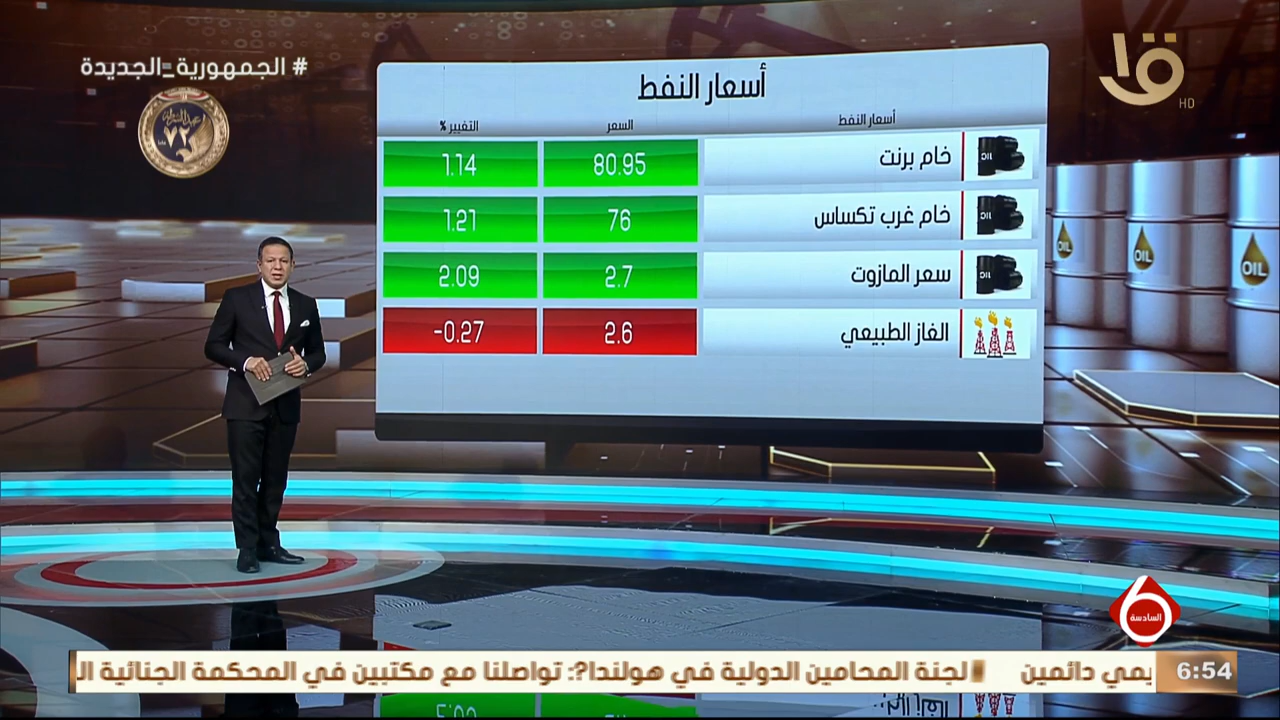 # الجمهورية_الجديدة
٧٢
HD
أسعار النفط
أسعار النفط السعر التغيير %
خام برنت 80.95 1.14
خام غرب تكساس 76 1.21
سعر المازوت 2.7 2.09
الغاز الطبيعي 2.6 -0.27
OIL
OIL
OIL
السادسة
6:54 يمي دائمين لجنة المحامين الدولية في هولندا?: تواصلنا مع مكتبين في المحكمة الجنائية ال